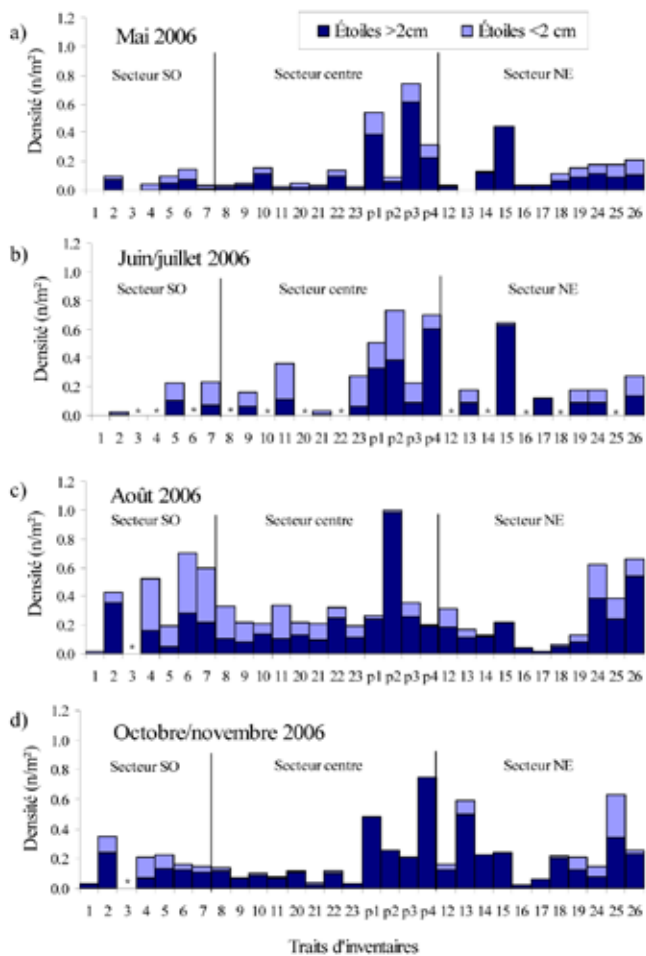 a)
Mai 2006
Étoiles >2cm
Étoiles <2 cm
Secteur SO
Secteur centre
Secteur NE
Densité (n/m²)
1.2
1.0
0.8
0.6
0.4
0.2
0.0
1 2 3 4 5 6 7 8 9 10 11 20 21 22 23 p1 p2 p3 p4 12 13 14 15 16 17 18 19 24 25 26
b)
Juin/juillet 2006
Secteur SO
Secteur centre
Secteur NE
Densité (n/m²)
1.2
1.0
0.8
0.6
0.4
0.2
0.0
* * * * * * * * * * * *
1 2 3 4 5 6 7 8 9 10 11 20 21 22 23 p1 p2 p3 p4 12 13 14 15 16 17 18 19 24 25 26
c)
Août 2006
Secteur SO
Secteur centre
Secteur NE
Densité (n/m²)
1.2
1.0
0.8
0.6
0.4
0.2
0.0
*
1 2 3 4 5 6 7 8 9 10 11 20 21 22 23 p1 p2 p3 p4 12 13 14 15 16 17 18 19 24 25 26
d)
Octobre/novembre 2006
Secteur SO
Secteur centre
Secteur NE
Densité (n/m²)
1.2
1.0
0.8
0.6
0.4
0.2
0.0
*
1 2 3 4 5 6 7 8 9 10 11 20 21 22 23 p1 p2 p3 p4 12 13 14 15 16 17 18 19 24 25 26
Traits d'inventaires